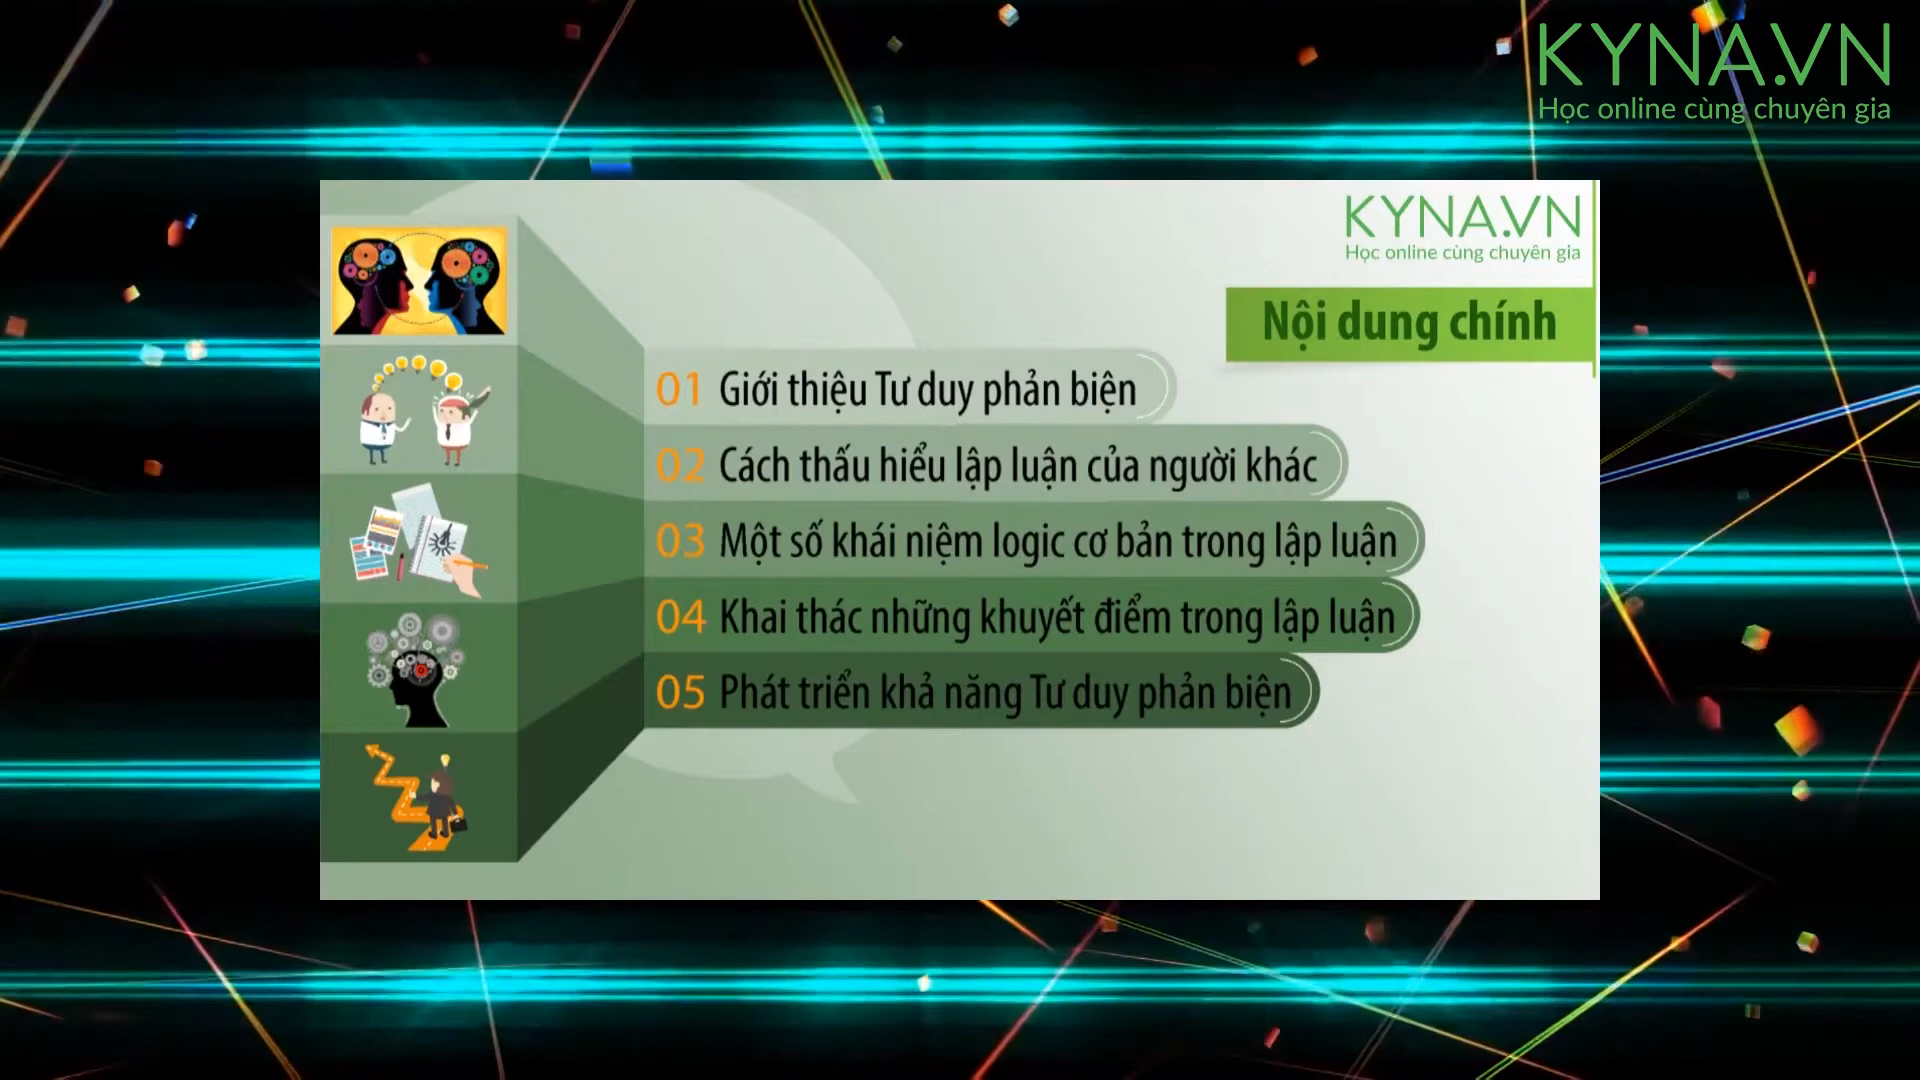 KYNA.VN
Học online cùng chuyên gia
KYNA.VN
Học online cùng chuyên gia
Nội dung chính
01 Giới thiệu Tư duy phản biện
02 Cách thấu hiểu lập luận của người khác
03 Một số khái niệm logic cơ bản trong lập luận
04 Khai thác những khuyết điểm trong lập luận
05 Phát triển khả năng Tư duy phản biện